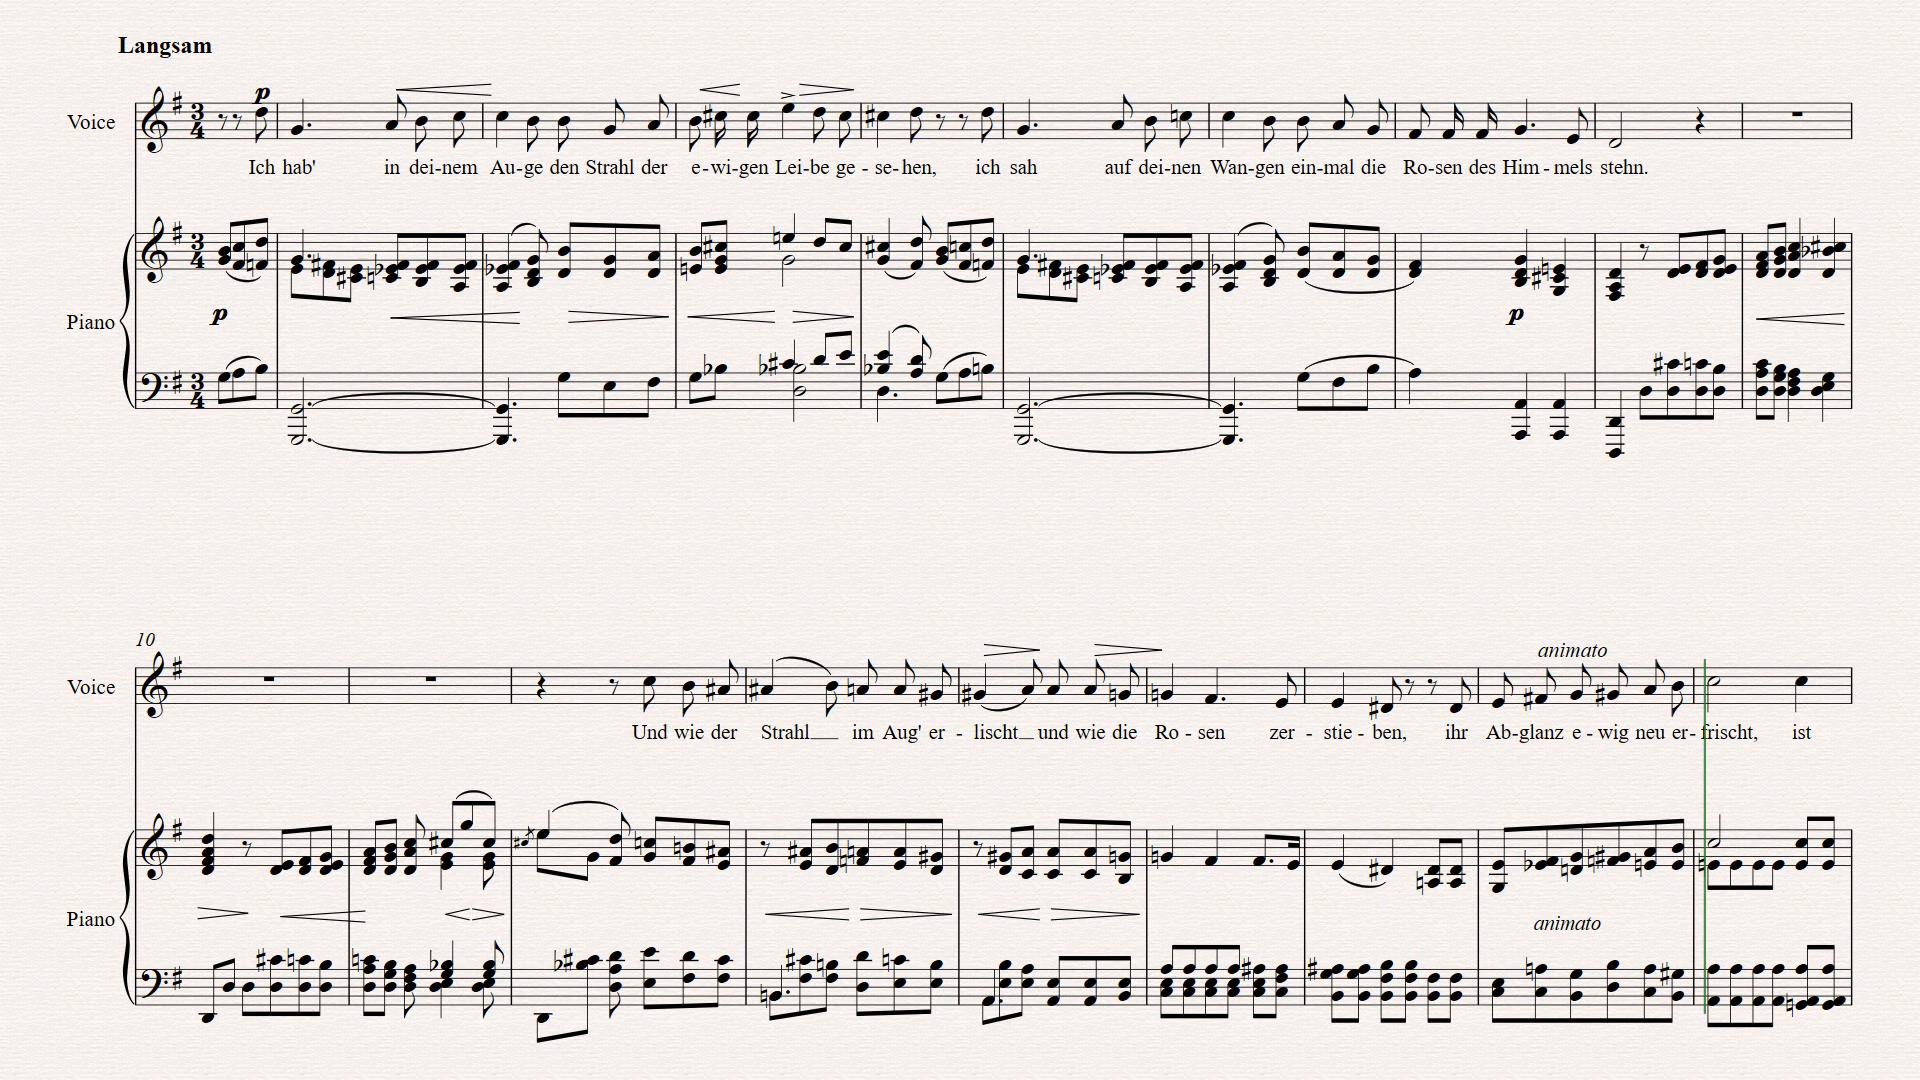 Langsam
Voice
Ich hab' in dei-nem Au-ge den Strahl der e-wi-gen Lei-be ge - se-hen, ich sah auf dei-nen Wan-gen ein-mal die Ro-sen des Him-mels stehn.
Piano
p
10
animato
Voice
Und wie der Strahl__ im Aug' er - lischt__ und wie die Ro - sen zer - stie - ben, ihr Ab-glanz e - wig neu er- frischt, ist
Piano
animato